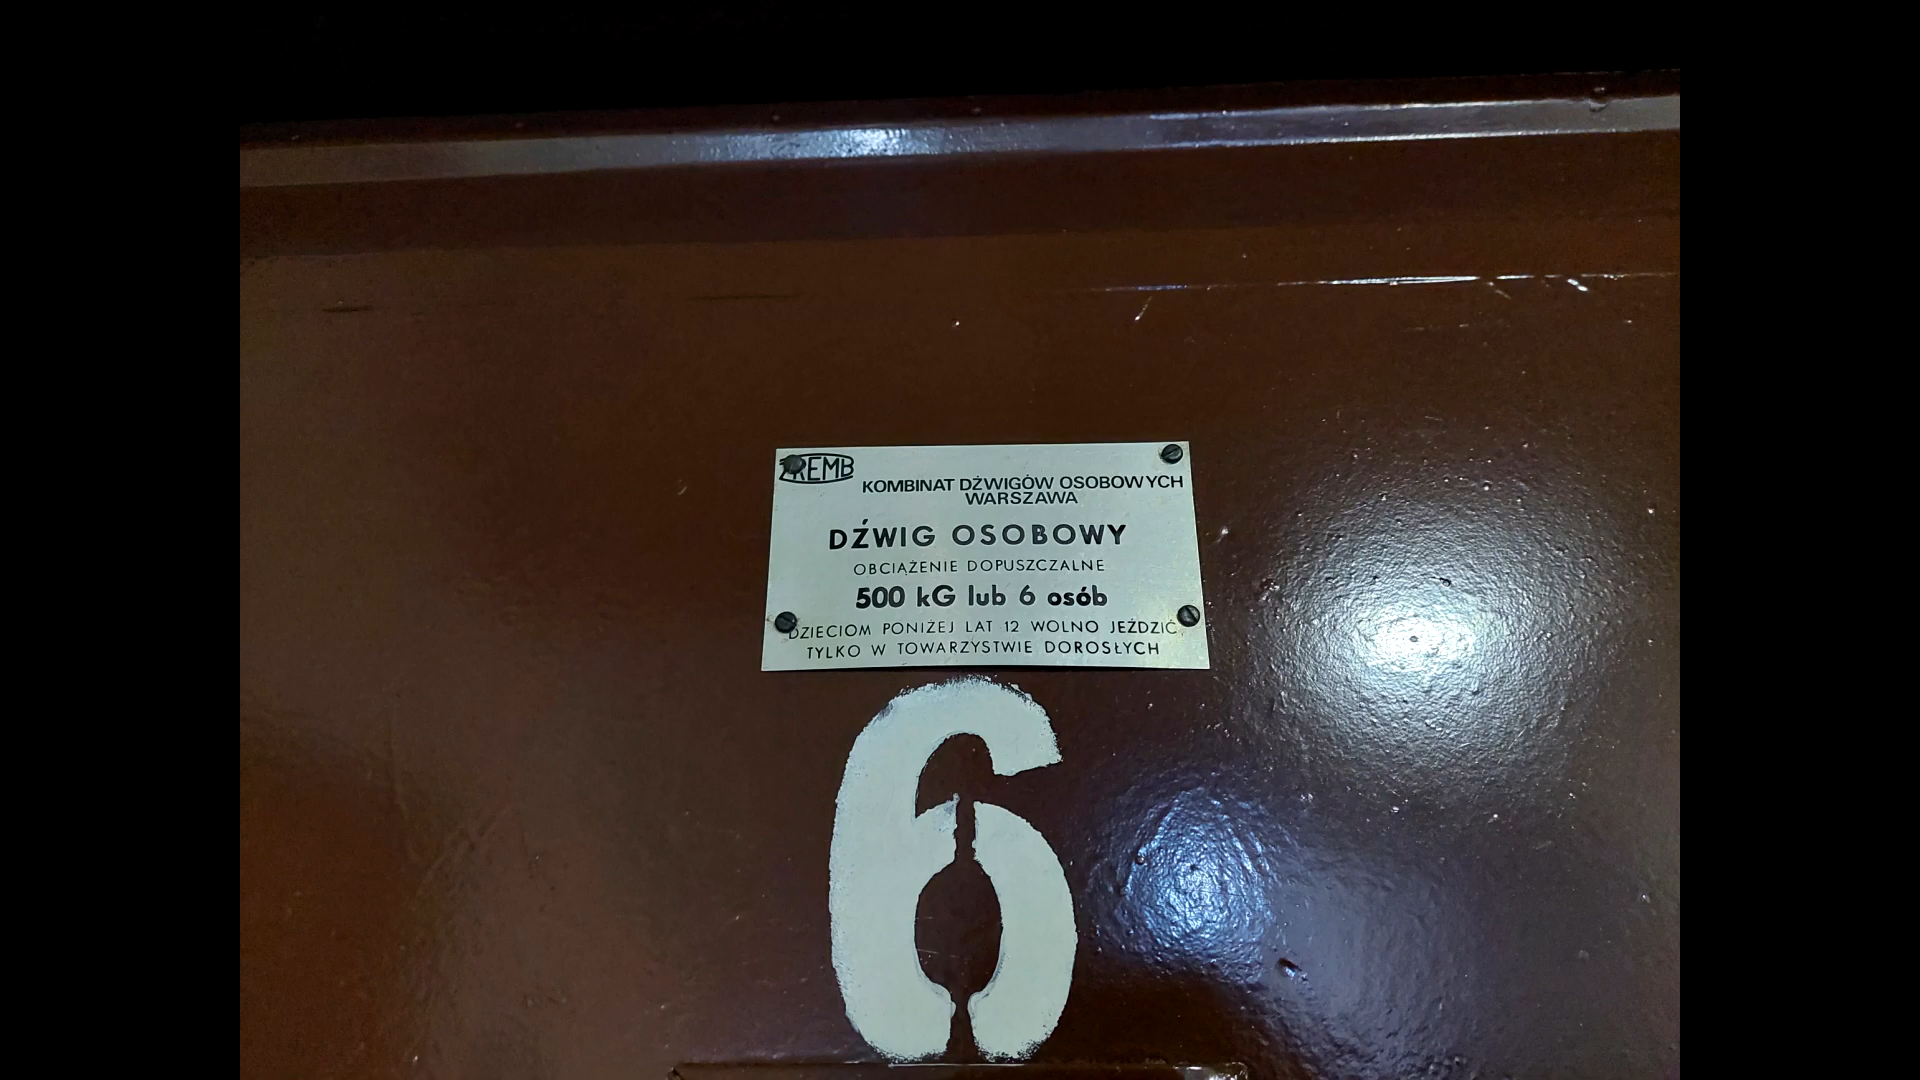 ZREMB
KOMBINAT DŹWIGÓW OSOBOWYCH
WARSZAWA
DŹWIG OSOBOWY
OBCIĄŻENIE DOPUSZCZALNE
500 kG lub 6 osób
DZIECIOM PONIŻEJ LAT 12 WOLNO JEŹDZIĆ
TYLKO W TOWARZYSTWIE DOROSŁYCH
6